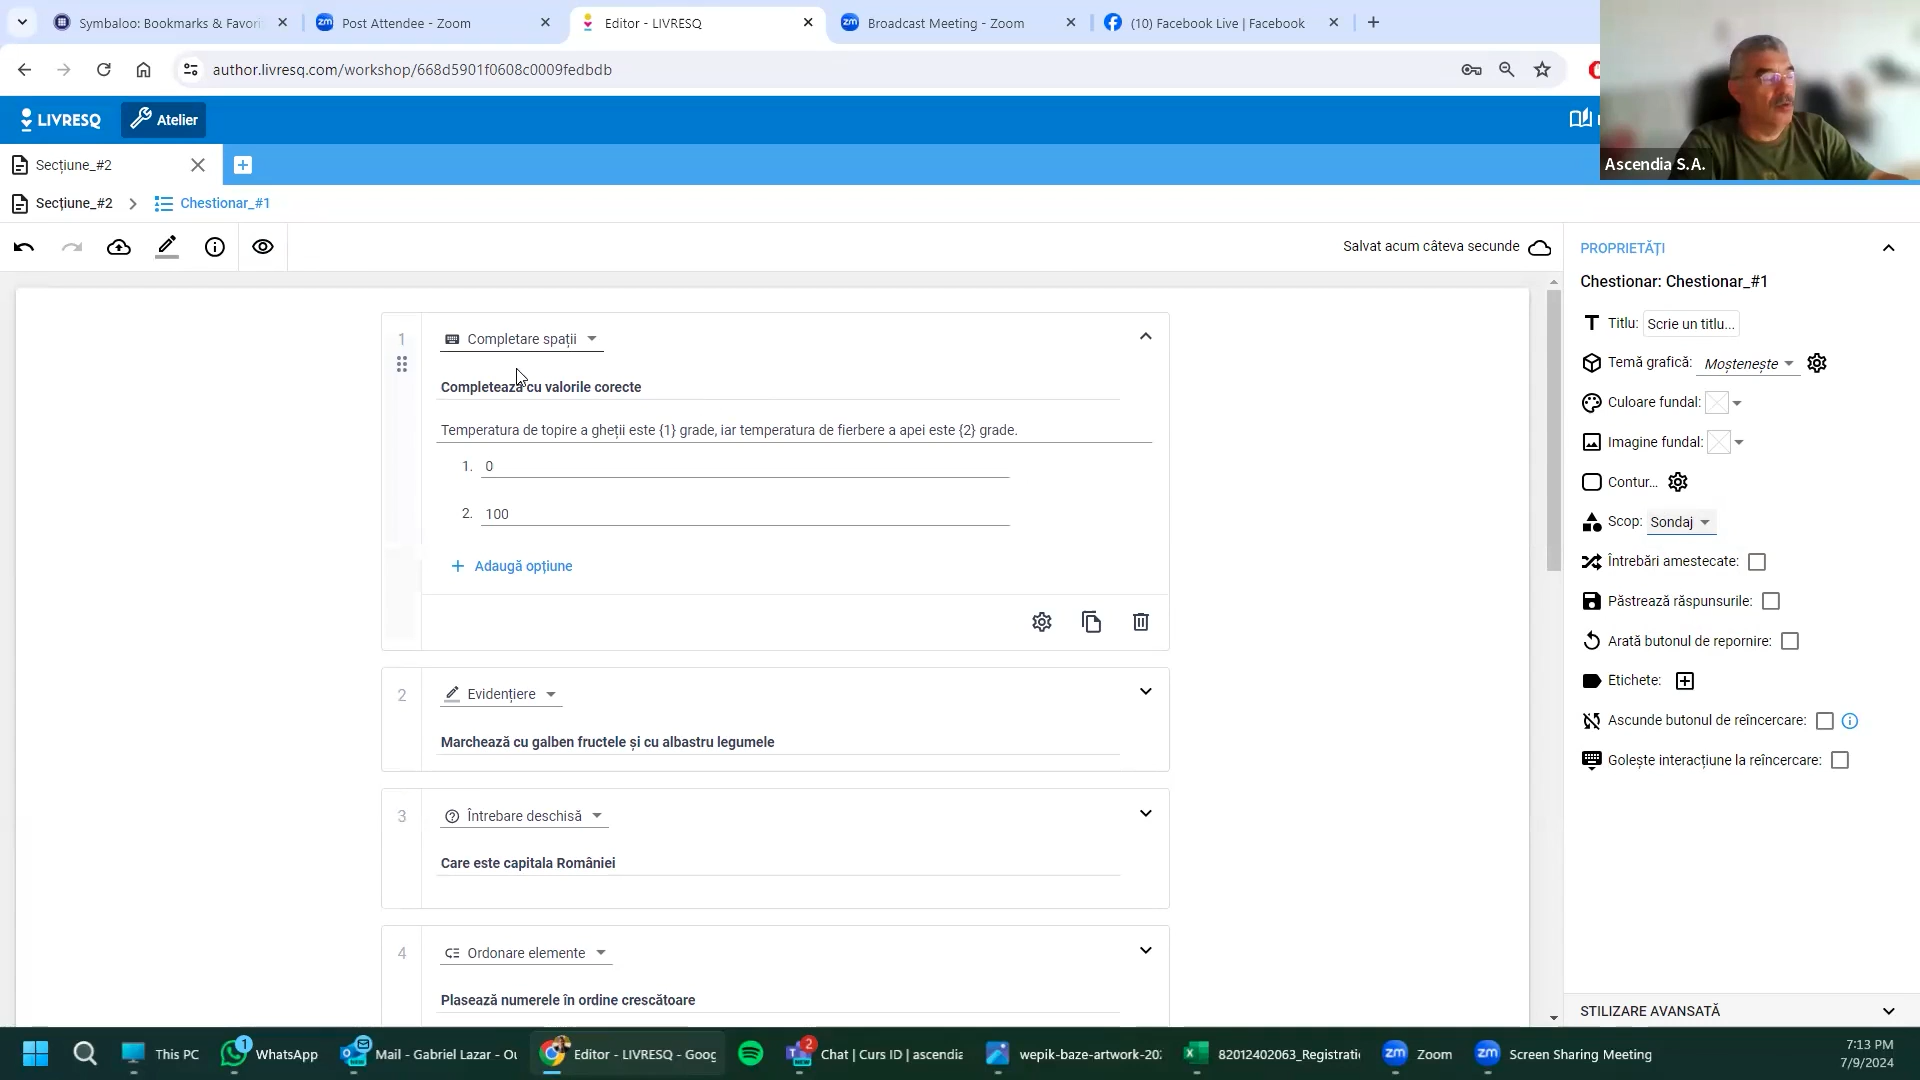 Symbaloo: Bookmarks & Favori
Post Attendee - Zoom
Editor - LIVRESQ
Broadcast Meeting - Zoom
(10) Facebook Live | Facebook
author.livresq.com/workshop/668d5901f0608c0009fedbdb
LIVRESQ
Atelier
Ascendia S.A.
Secțiune_#2
Secțiune_#2
Chestionar_#1
Salvat acum câteva secunde
PROPRIETĂȚI
Chestionar: Chestionar_#1
Titlu: Scrie un titlu...
Temă grafică: Moștenește
Culoare fundal:
Imagine fundal:
Contur...
Scop: Sondaj
Întrebări amestecate:
Păstrează răspunsurile:
Arată butonul de repornire:
Etichete:
Ascunde butonul de reîncercare:
Golește interacțiune la reîncercare:
STILIZARE AVANSATĂ
1
Completare spații
Completează cu valorile corecte
Temperatura de topire a gheții este {1} grade, iar temperatura de fierbere a apei este {2} grade.
1. 0
2. 100
Adaugă opțiune
2
Evidențiere
Marchează cu galben fructele și cu albastru legumele
3
Întrebare deschisă
Care este capitala României
4
Ordonare elemente
Plasează numerele în ordine crescătoare
This PC
1
WhatsApp
Mail - Gabriel Lazar - Ou
Editor - LIVRESQ - Goog
2
Chat | Curs ID | ascendia
wepik-baze-artwork-202
82012402063_Registrati
Zoom
Screen Sharing Meeting
7:13 PM
7/9/2024